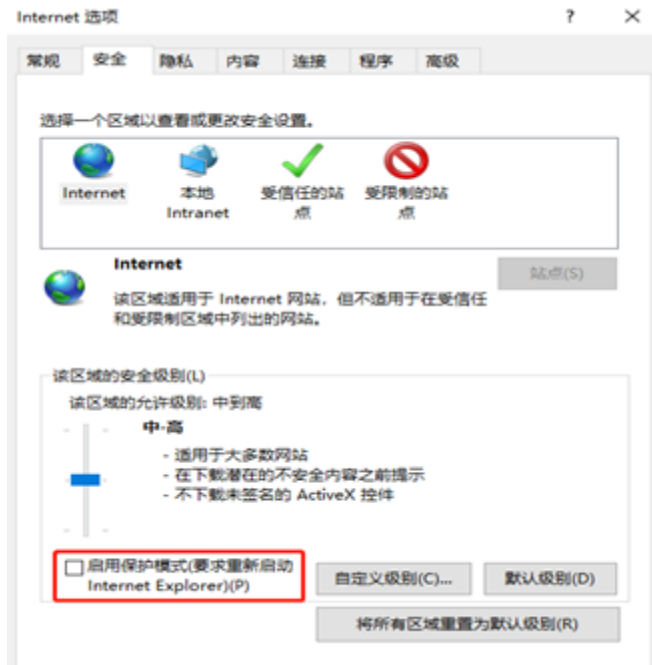 Internet 选项
?
×
常规 安全 隐私 内容 连接 程序 高级
选择一个区域以查看或更改安全设置。
Internet
本地
Intranet
受信任的站
点
受限制的站
点
Internet
站点(S)
该区域适用于 Internet 网站，但不适用于在受信任
和受限制区域中列出的网站。
该区域的安全级别(L)
该区域的允许级别: 中到高
中-高
- 适用于大多数网站
- 在下载潜在的不安全内容之前提示
- 不下载未签名的 ActiveX 控件
启用保护模式(要求重新启动
Internet Explorer)(P)
自定义级别(C)...
默认级别(D)
将所有区域重置为默认级别(R)